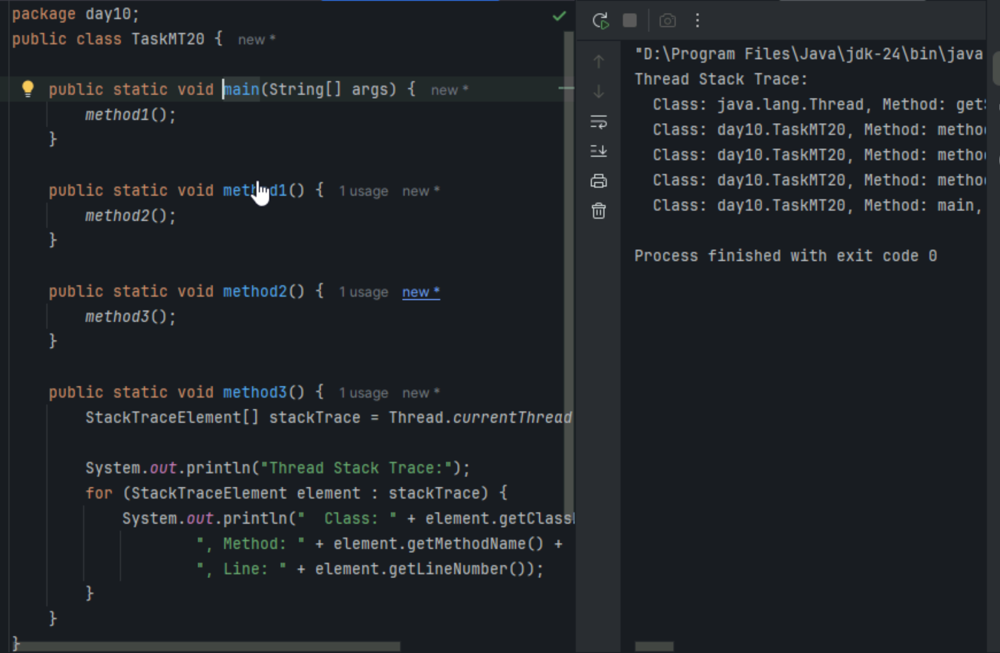 package day10;
public class TaskMT20 { new *
public static void main(String[] args) { new *
method1();
}
public static void method1() { 1 usage new *
method2();
}
public static void method2() { 1 usage new *
method3();
}
public static void method3() { 1 usage new *
StackTraceElement[] stackTrace = Thread.currentThread
System.out.println("Thread Stack Trace:");
for (StackTraceElement element : stackTrace) {
System.out.println("  Class: " + element.getClass
", Method: " + element.getMethodName() +
", Line: " + element.getLineNumber());
}
}
}
"D:\Program Files\Java\jdk-24\bin\java
Thread Stack Trace:
Class: java.lang.Thread, Method: get
Class: day10.TaskMT20, Method: metho
Class: day10.TaskMT20, Method: metho
Class: day10.TaskMT20, Method: metho
Class: day10.TaskMT20, Method: main,
Process finished with exit code 0